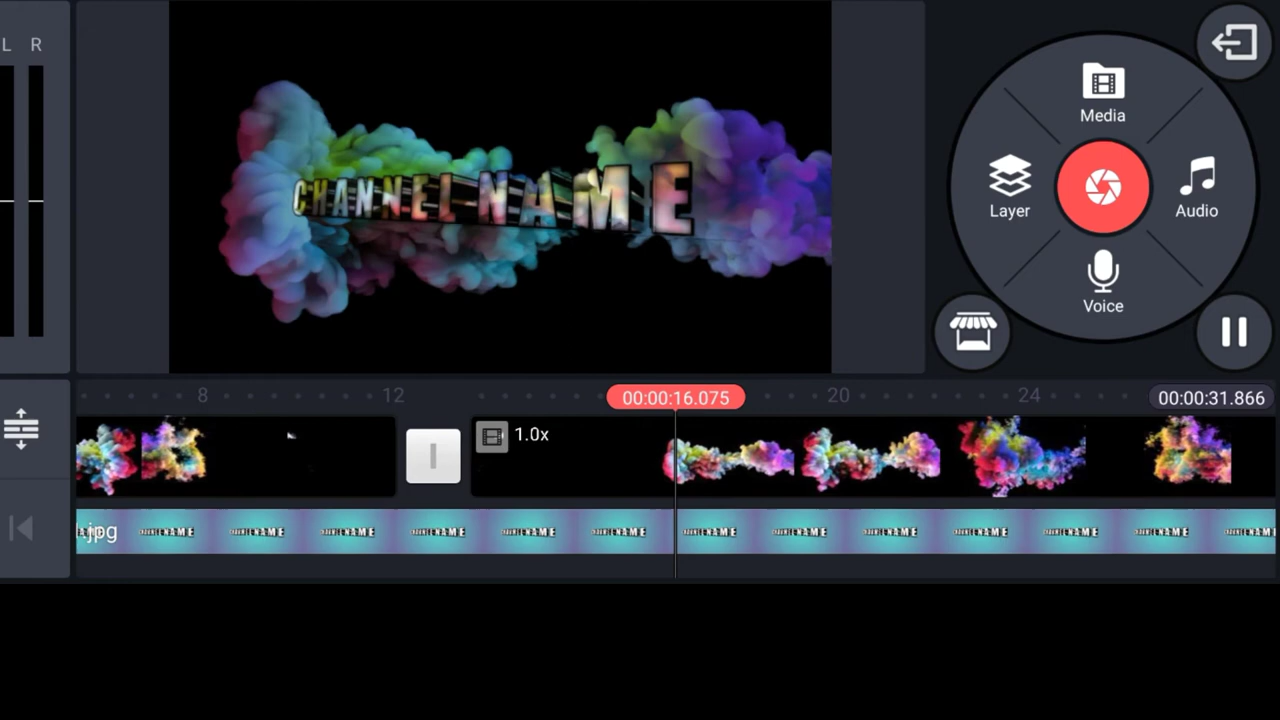 L R
CHANNEL NAME
Media
Layer
Audio
Voice
8
12
00:00:16.075
20
24
00:00:31.866
1.0x
.jpg